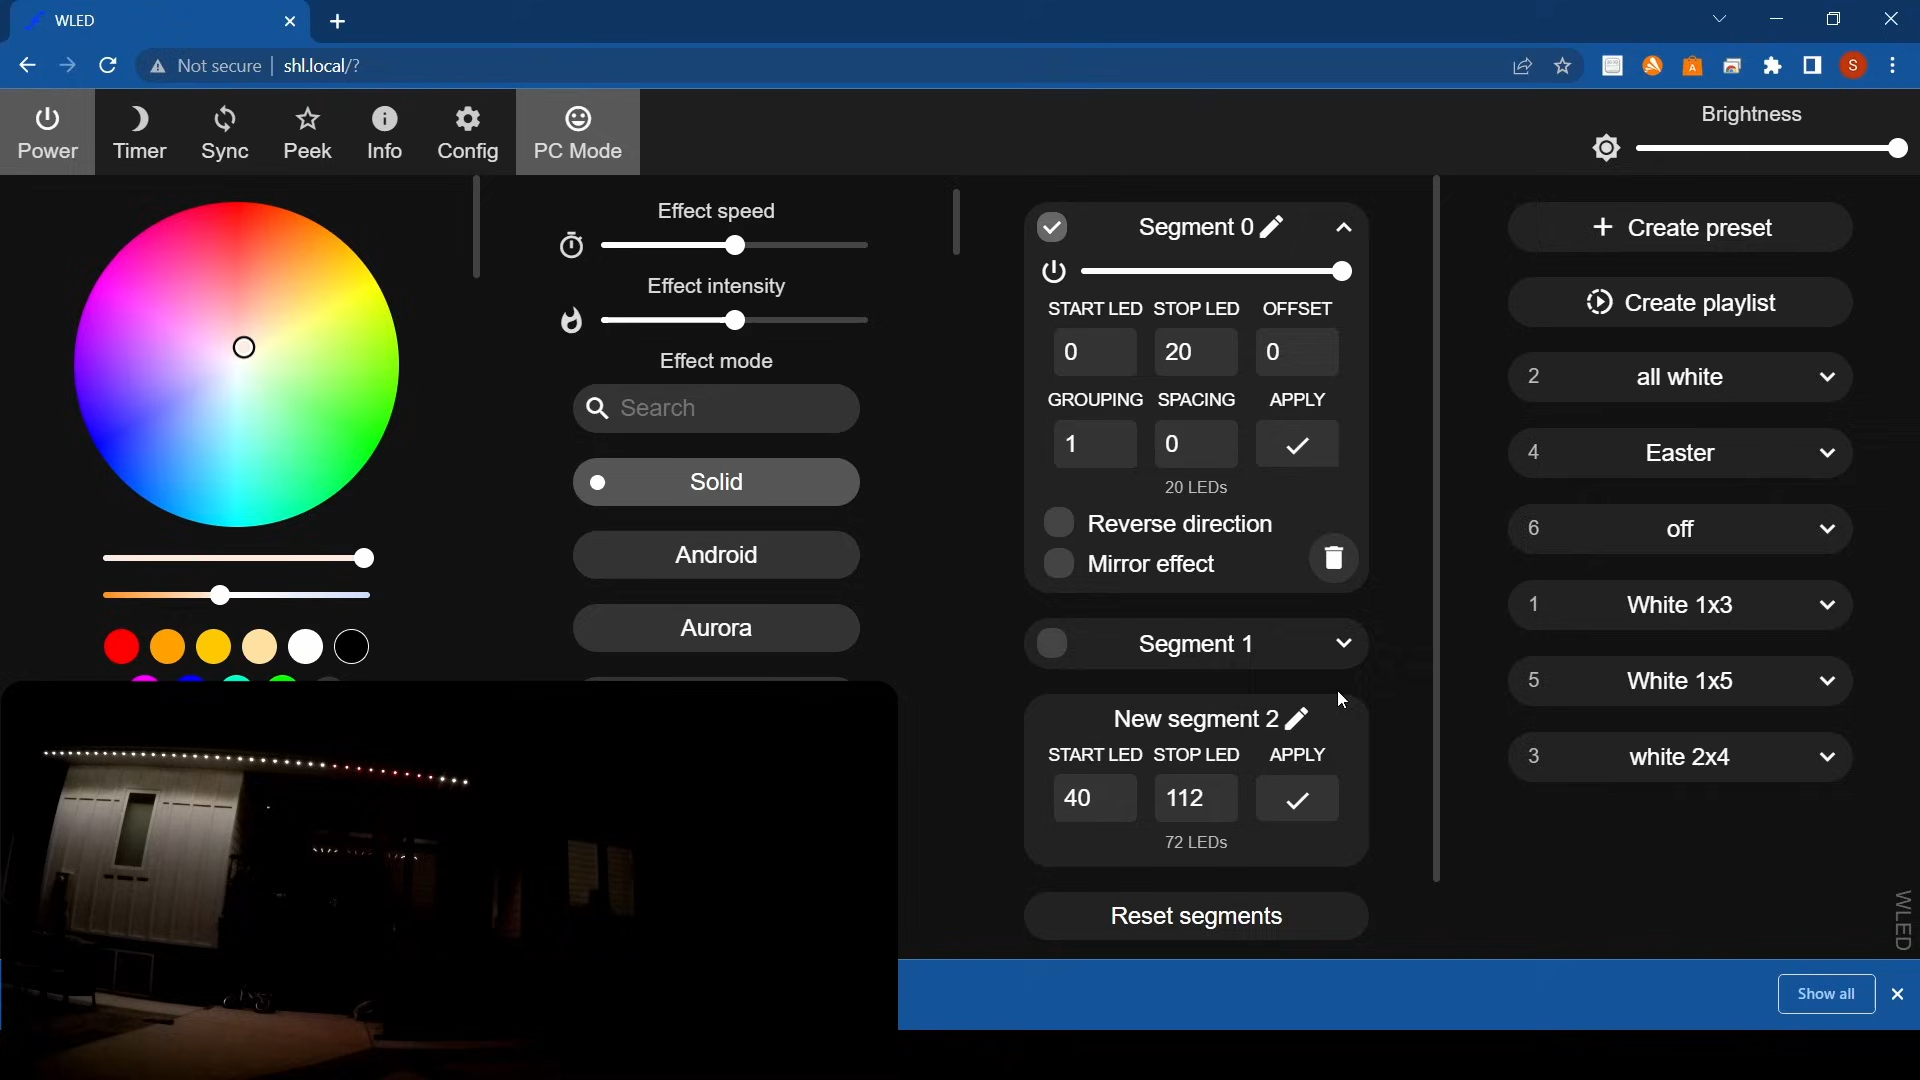 WLED
Not secure
shl.local/?
Power
Timer
Sync
Peek
Info
Config
PC Mode
Brightness
Effect speed
Effect intensity
Effect mode
Search
Solid
Android
Aurora
Segment 0
START LED STOP LED OFFSET
0 20 0
GROUPING SPACING APPLY
1 0
20 LEDs
Reverse direction
Mirror effect
Segment 1
New segment 2
START LED STOP LED APPLY
40 112
72 LEDs
Reset segments
Create preset
Create playlist
2 all white
4 Easter
6 off
1 White 1x3
5 White 1x5
3 white 2x4
WLED
Show all
S
A